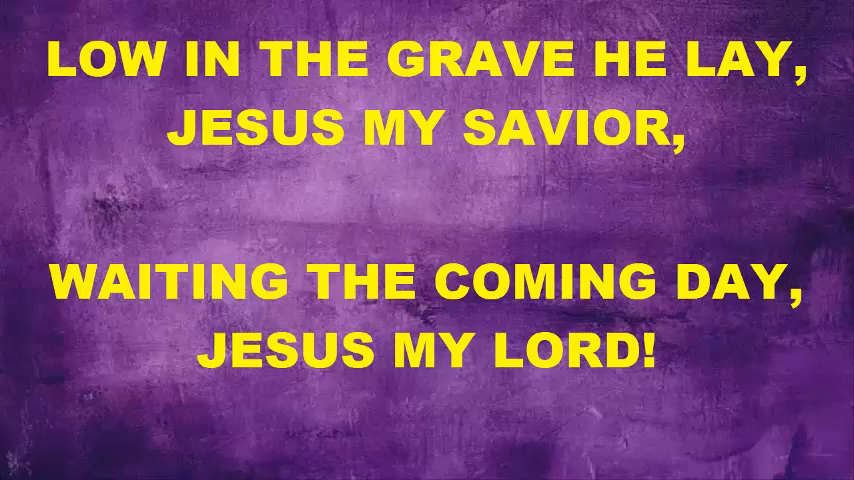 LOW IN THE GRAVE HE LAY,
JESUS MY SAVIOR,
WAITING THE COMING DAY,
JESUS MY LORD!